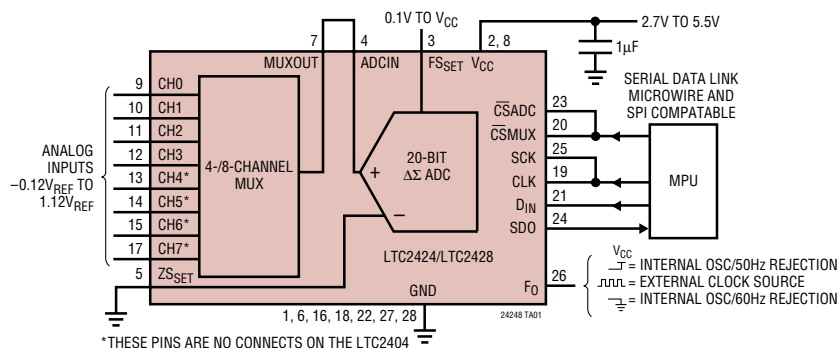 0.1V TO VCC
2.7V TO 5.5V
7
4
3
2, 8
1µF
MUXOUT
ADCIN
FSSET
VCC
SERIAL DATA LINK
MICROWIRE AND
SPI COMPATABLE
ANALOG
INPUTS
–0.12VREF TO
1.12VREF
9 CH0
10 CH1
11 CH2
12 CH3
13 CH4*
14 CH5*
15 CH6*
17 CH7*
5 ZSSET
4-/8-CHANNEL
MUX
+
–
20-BIT
ΔΣ ADC
CSADC 23
CSMUX 20
SCK 25
CLK 19
DIN 21
SDO 24
MPU
LTC2424/LTC2428
VCC
= INTERNAL OSC/50Hz REJECTION
= EXTERNAL CLOCK SOURCE
= INTERNAL OSC/60Hz REJECTION
FO 26
GND
1, 6, 16, 18, 22, 27, 28
24248 TA01
*THESE PINS ARE NO CONNECTS ON THE LTC2404